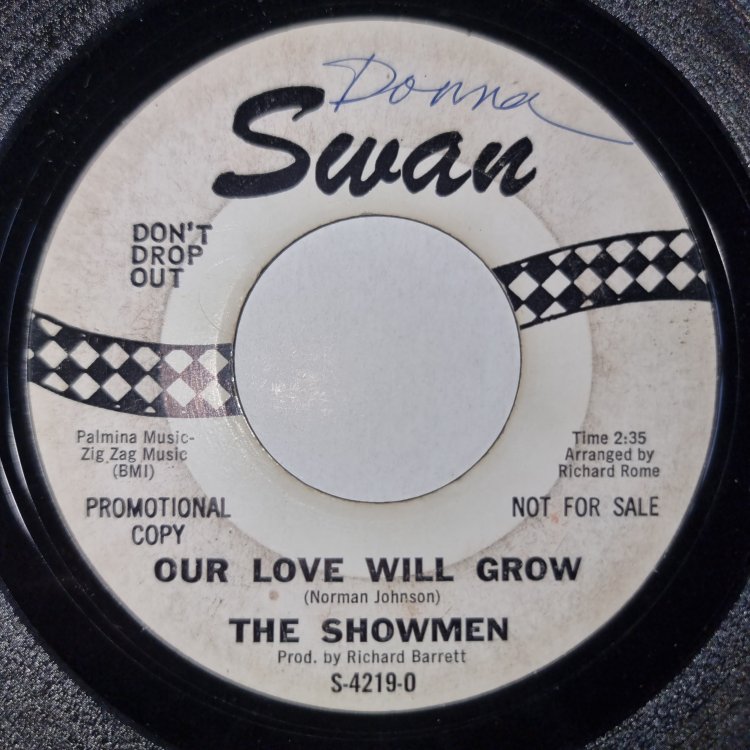 Donna
Swan
DON'T
DROP
OUT
Palmina Music-
Zig Zag Music
(BMI)
Time 2:35
Arranged by
Richard Rome
PROMOTIONAL
COPY
NOT FOR SALE
OUR LOVE WILL GROW
(Norman Johnson)
THE SHOWMEN
Prod. by Richard Barrett
S-4219-O